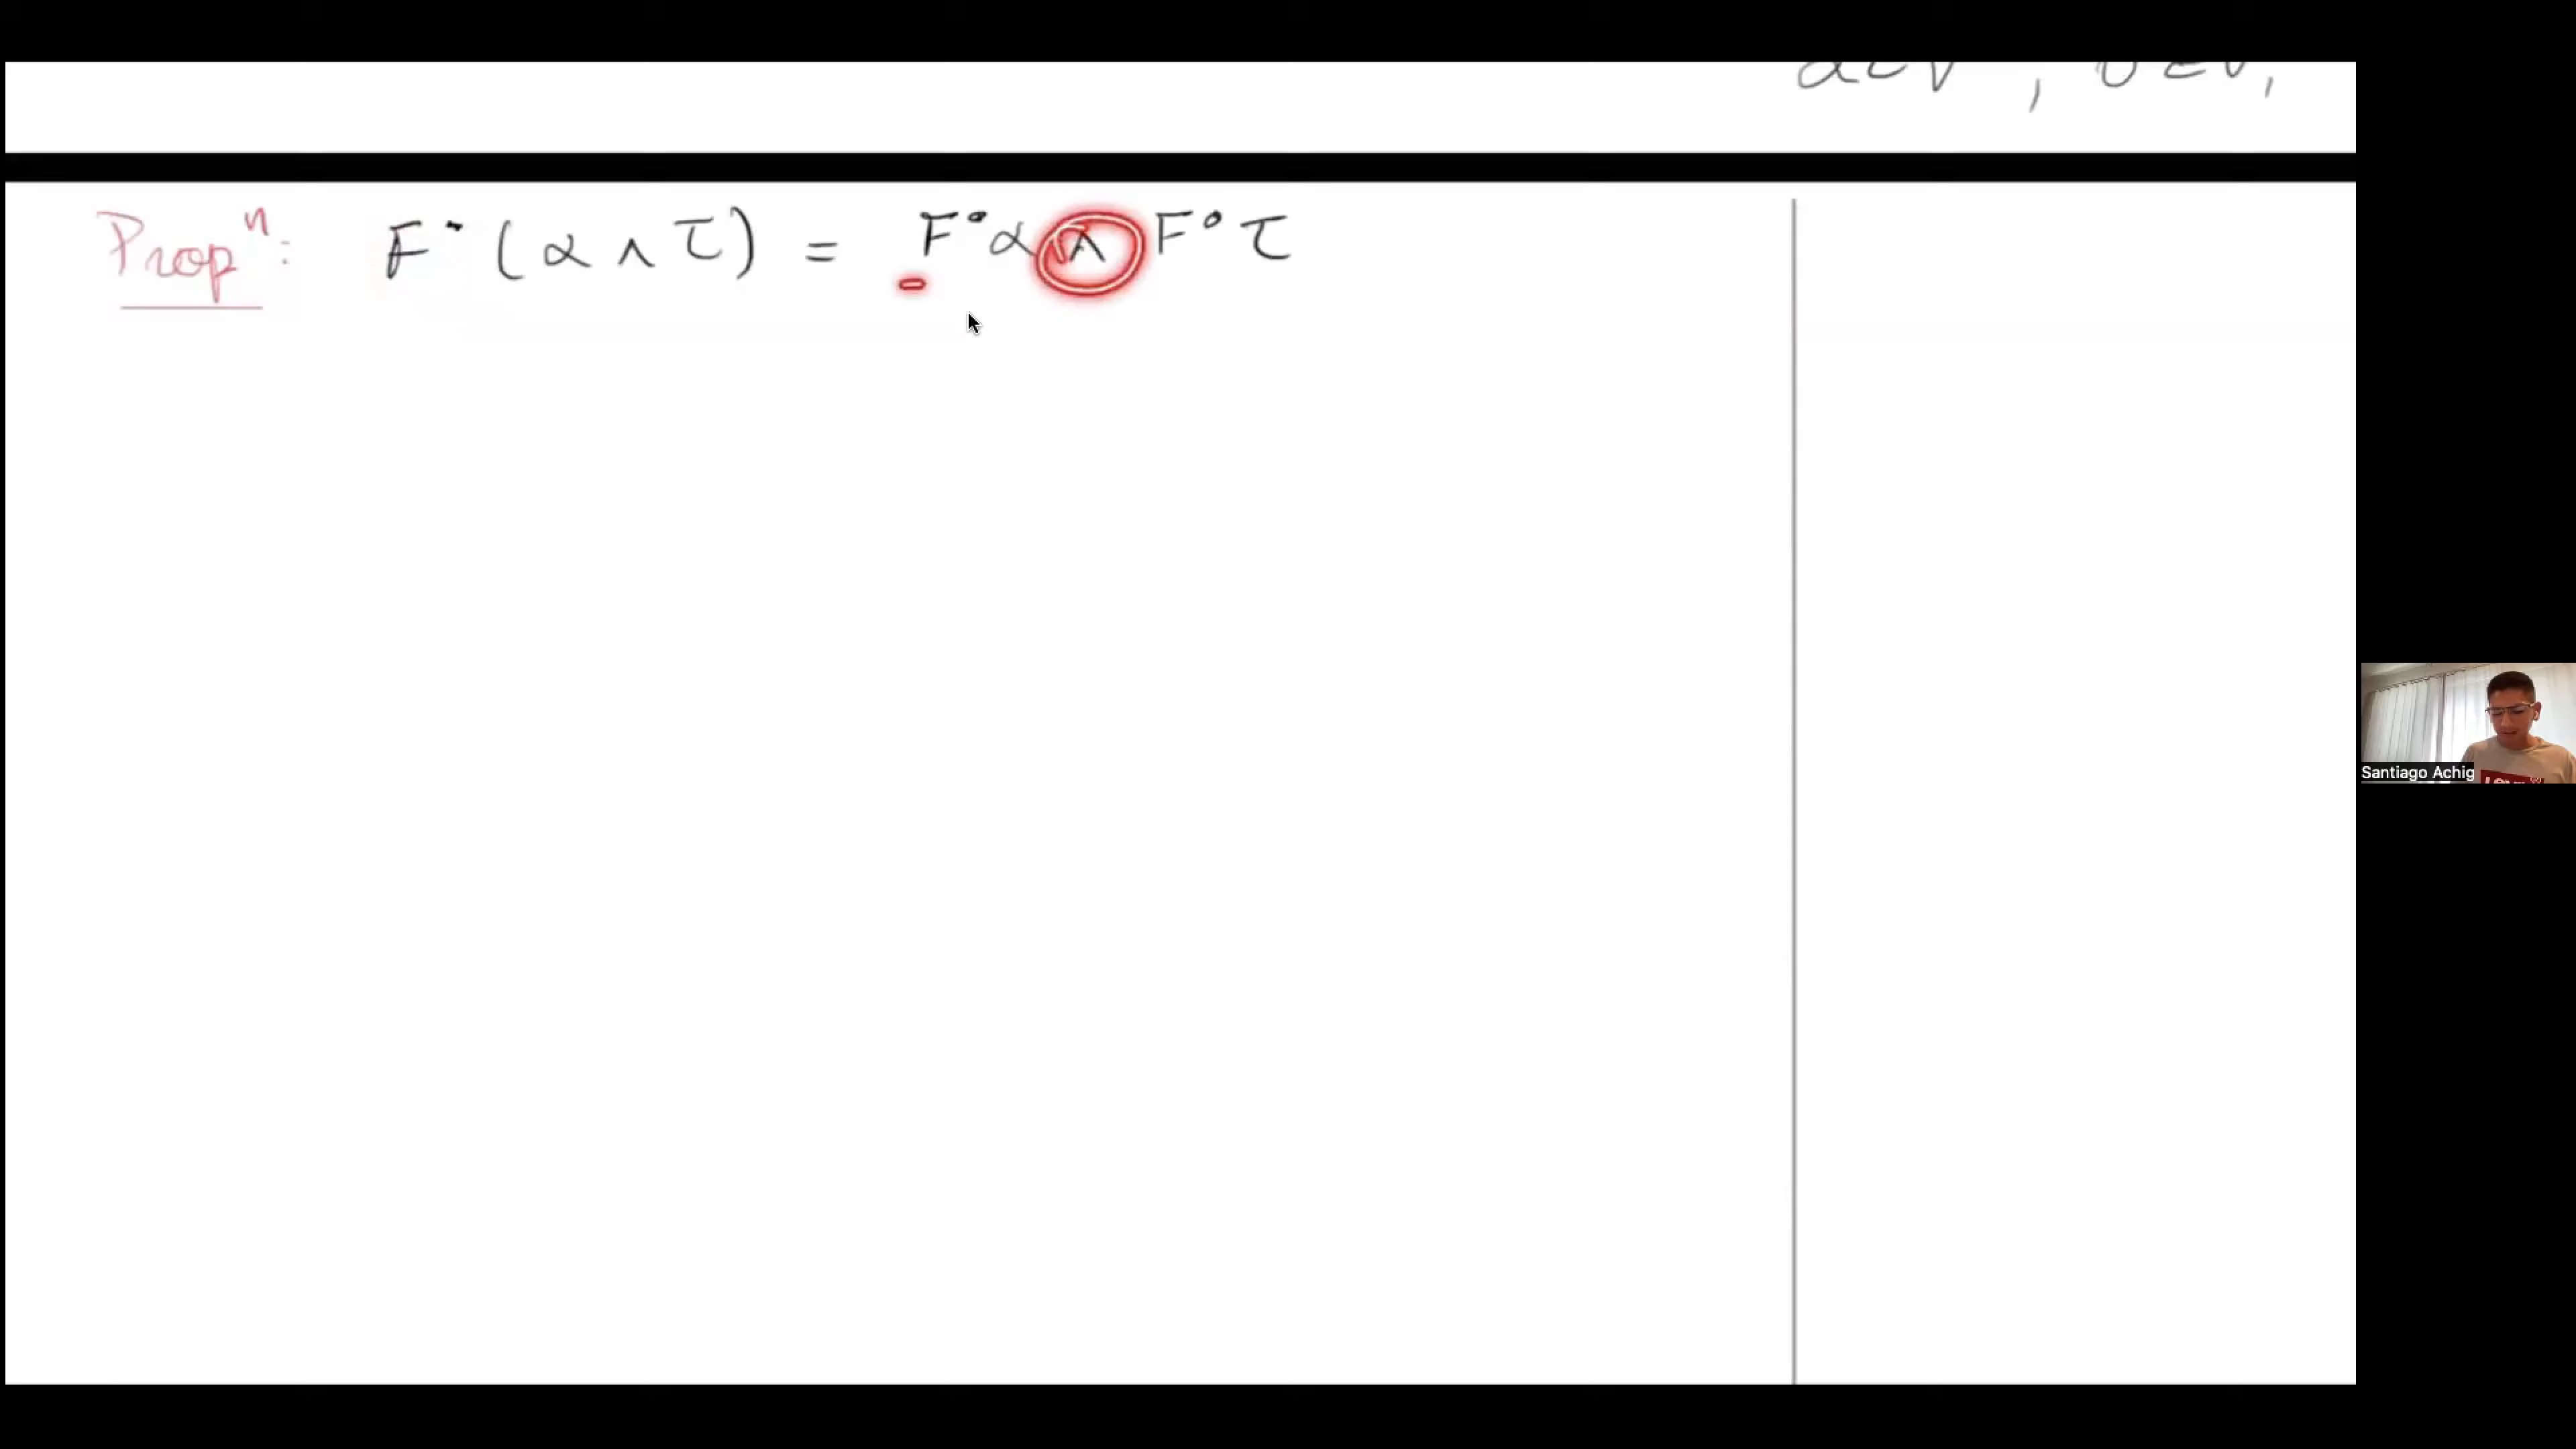 Propⁿ: F°(α ∧ τ) = F°α ∧ F°τ
Santiago Achig